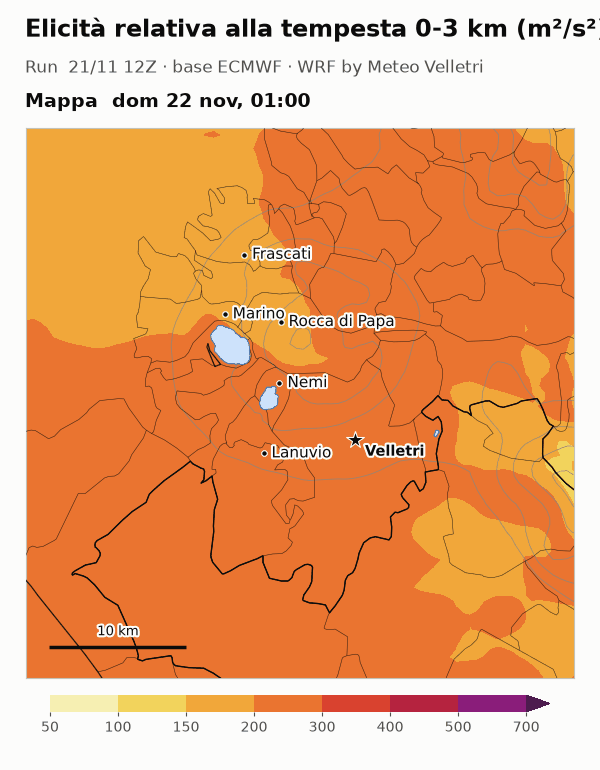 Elicità relativa alla tempesta 0-3 km (m²/s²)
Run  21/11 12Z · base ECMWF · WRF by Meteo Velletri
Mappa  dom 22 nov, 01:00
Frascati
Marino
Rocca di Papa
Nemi
Velletri
Lanuvio
10 km
50 100 150 200 300 400 500 700